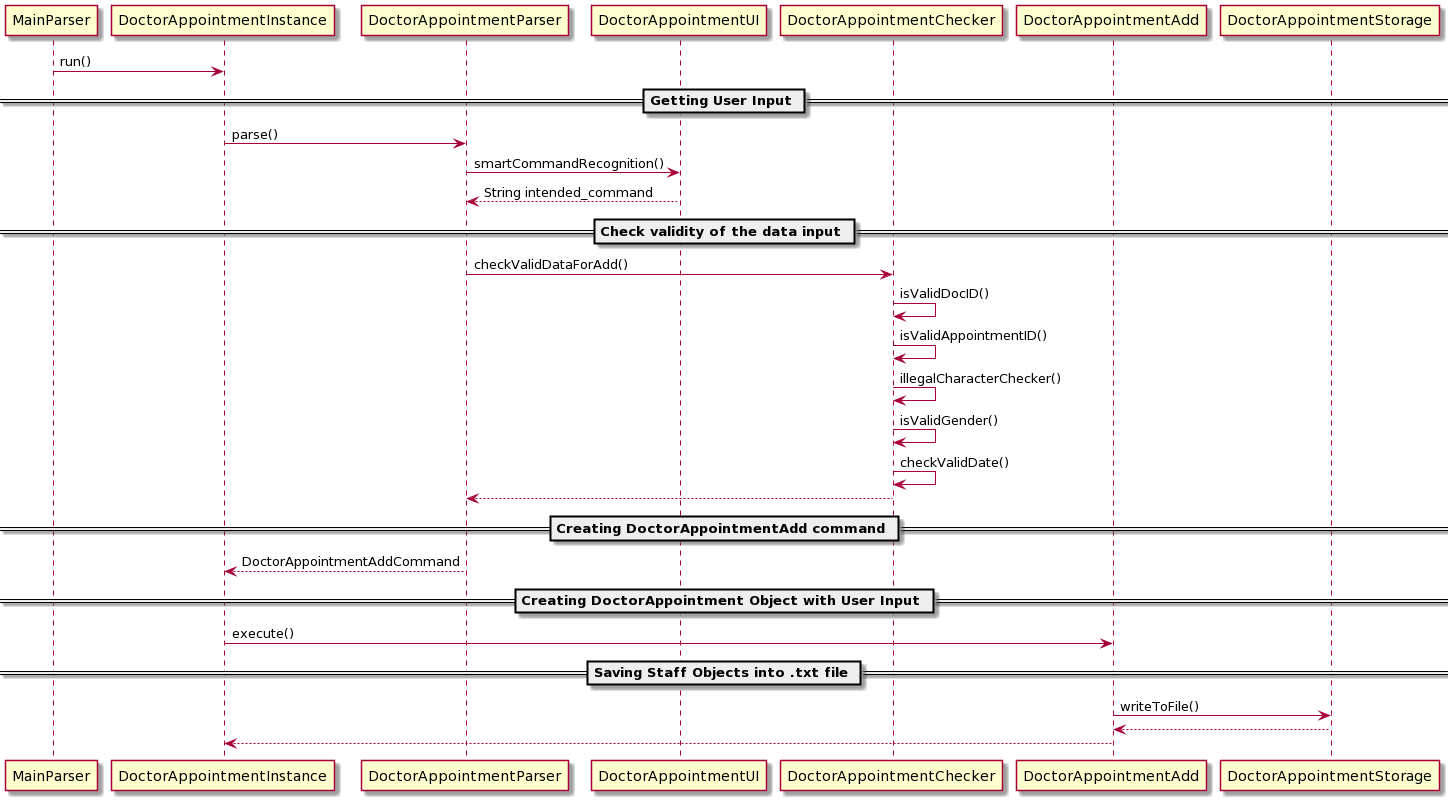 MainParser DoctorAppointmentInstance DoctorAppointmentParser DoctorAppointmentUI DoctorAppointmentChecker DoctorAppointmentAdd DoctorAppointmentStorage
run()
Getting User Input
parse()
smartCommandRecognition()
String intended_command
Check validity of the data input
checkValidDataForAdd()
isValidDocID()
isValidAppointmentID()
illegalCharacterChecker()
isValidGender()
checkValidDate()
Creating DoctorAppointmentAdd command
DoctorAppointmentAddCommand
Creating DoctorAppointment Object with User Input
execute()
Saving Staff Objects into .txt file
writeToFile()
MainParser DoctorAppointmentInstance DoctorAppointmentParser DoctorAppointmentUI DoctorAppointmentChecker DoctorAppointmentAdd DoctorAppointmentStorage